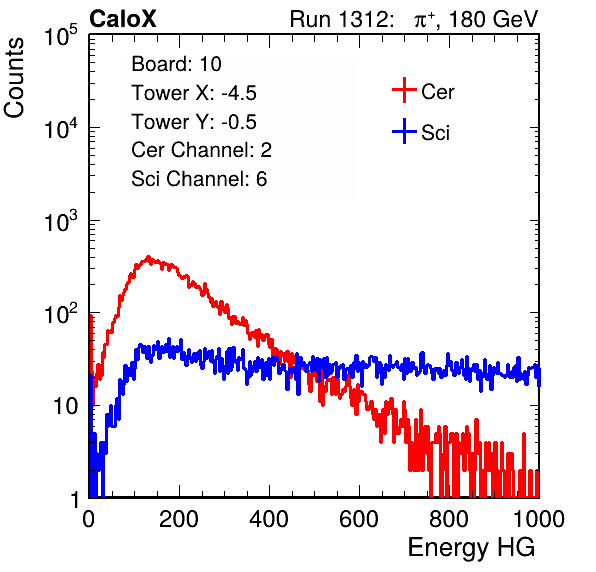 CaloX Run 1312: π⁺, 180 GeV
Board: 10
Tower X: -4.5
Tower Y: -0.5
Cer Channel: 2
Sci Channel: 6
Cer
Sci
Counts
10⁵
10⁴
10³
10²
10
1
0 200 400 600 800 1000
Energy HG